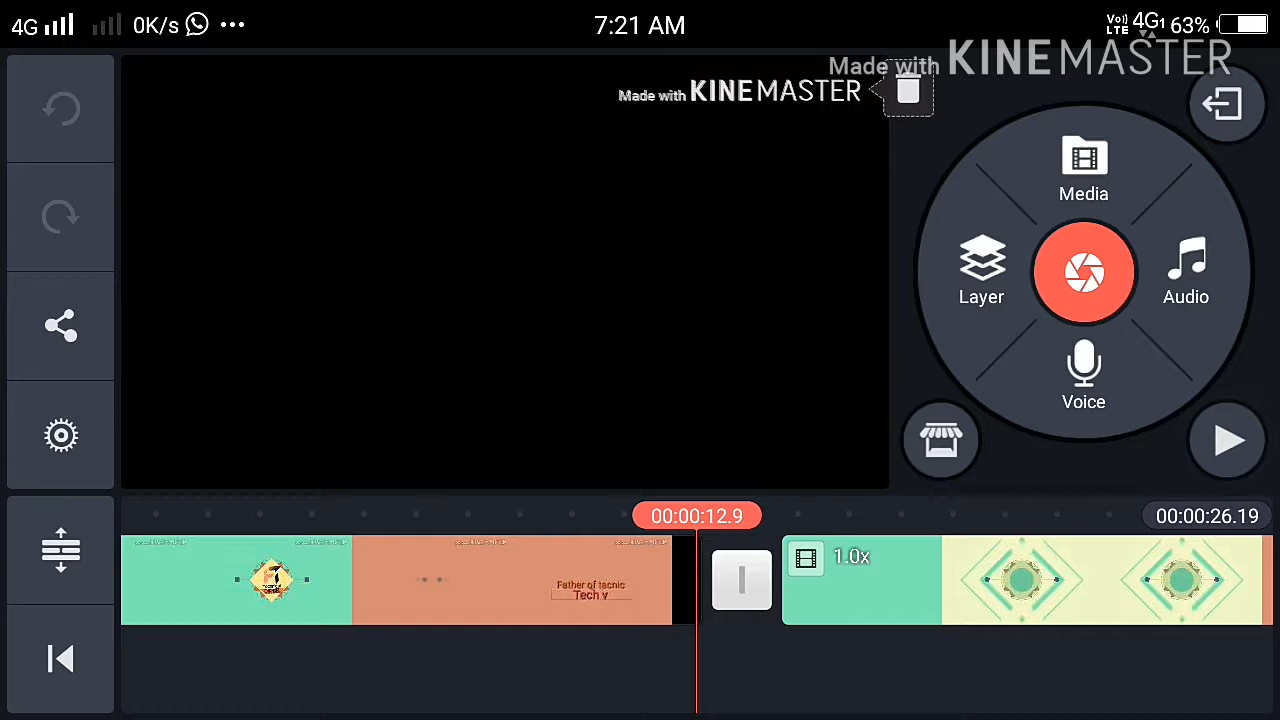 4G 0K/s ••• 7:21 AM Vo)) LTE 4G1 63%
Made with KINEMASTER
Made with KINEMASTER
Media
Layer
Audio
Voice
00:00:12.9
00:00:26.19
1.0x
Father of tacnic
Tech v